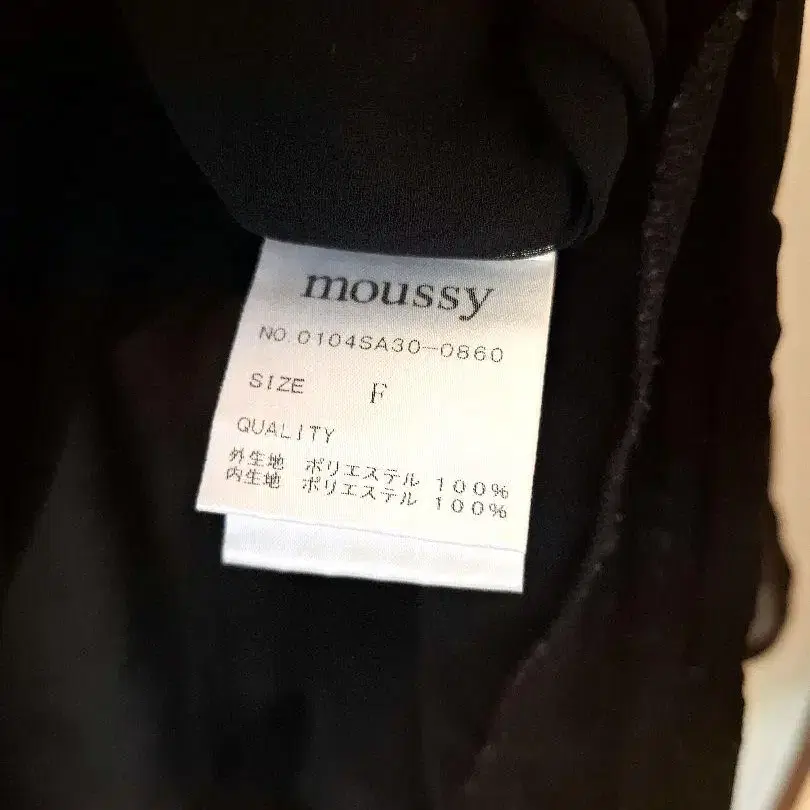 moussy
NO.0104SA30-0860
SIZE F
QUALITY
外生地 ポリエステル 100%
内生地 ポリエステル 100%